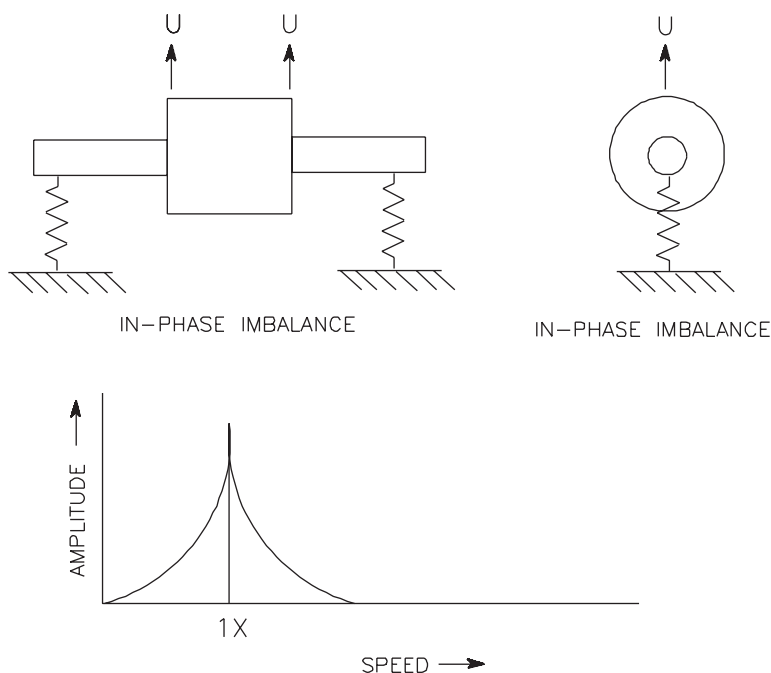 U U
U
IN-PHASE IMBALANCE
IN-PHASE IMBALANCE
AMPLITUDE
1X
SPEED